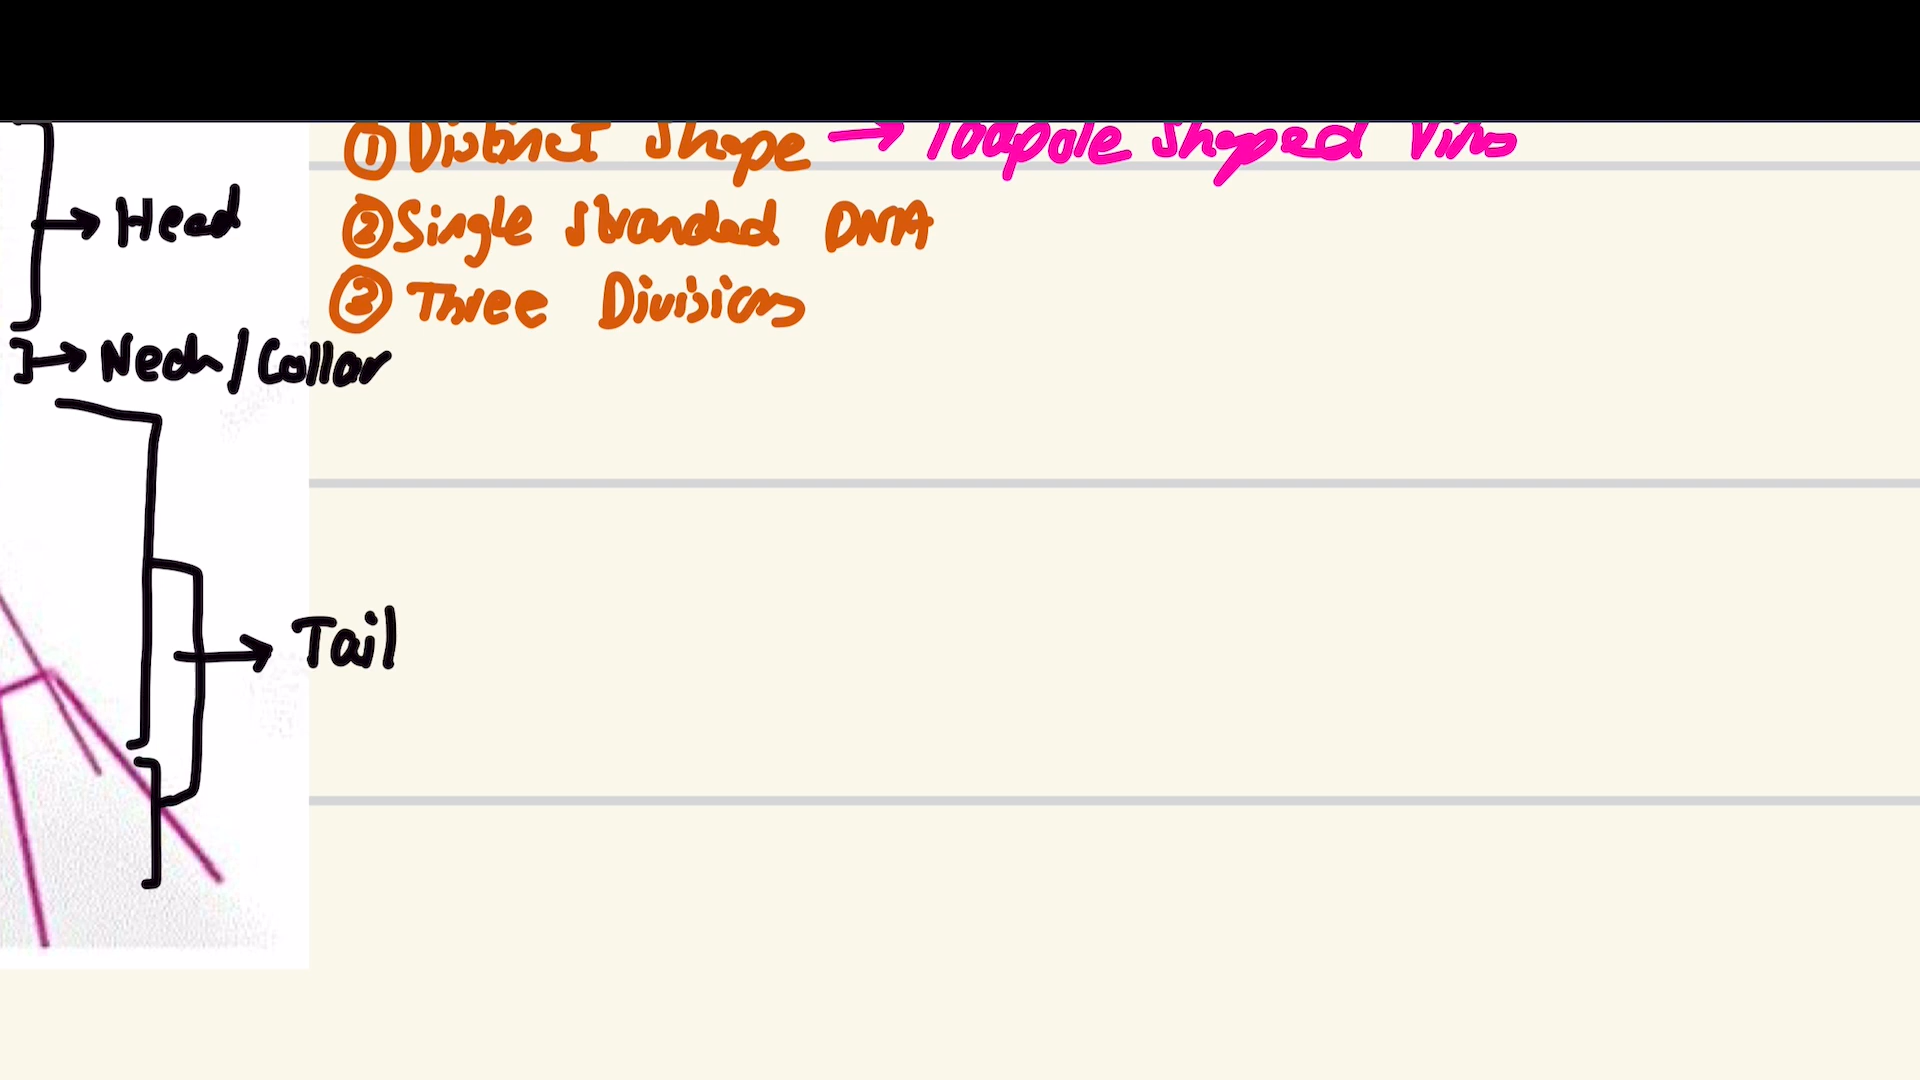 ① Distinct Shape → Tadpole Shaped Virus
② Single Stranded DNA
③ Three Divisions
→ Head
→ Neck/Collar
→ Tail